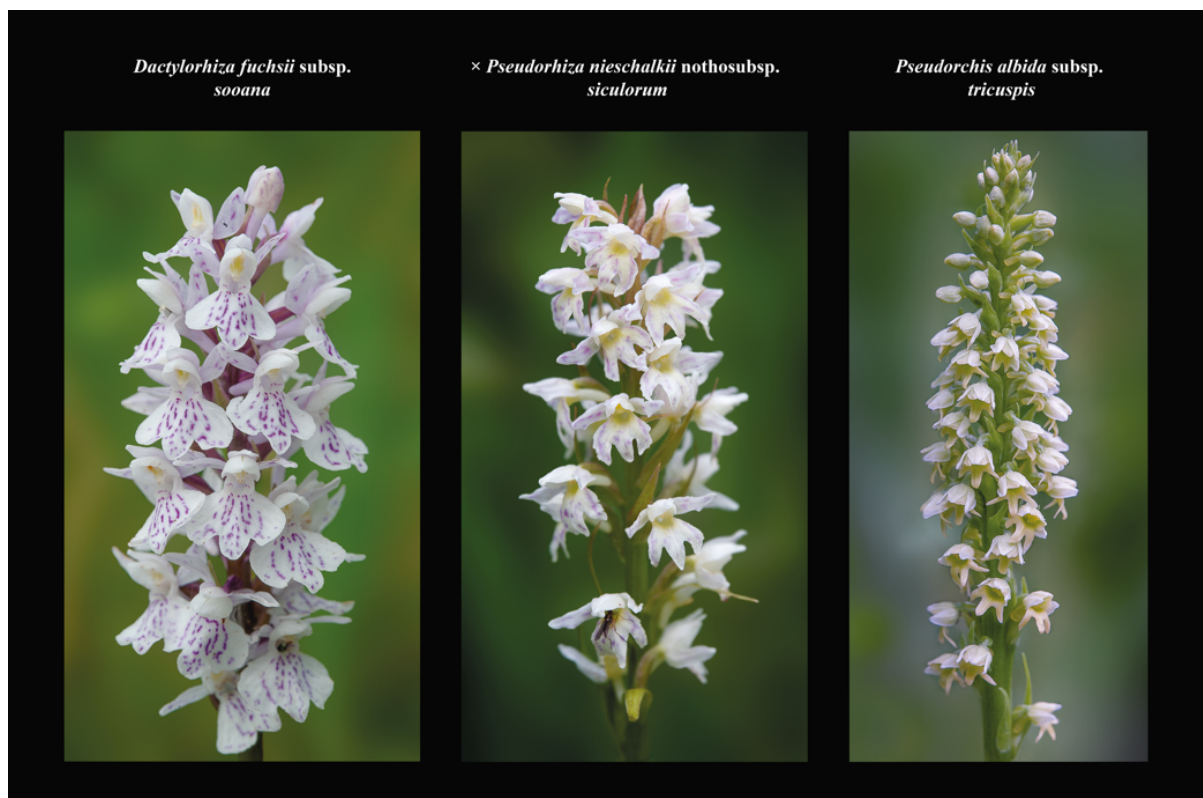 Dactylorhiza fuchsii subsp.
sooana
× Pseudorhiza nieschalkii nothosubsp.
siculorum
Pseudorchis albida subsp.
tricuspis